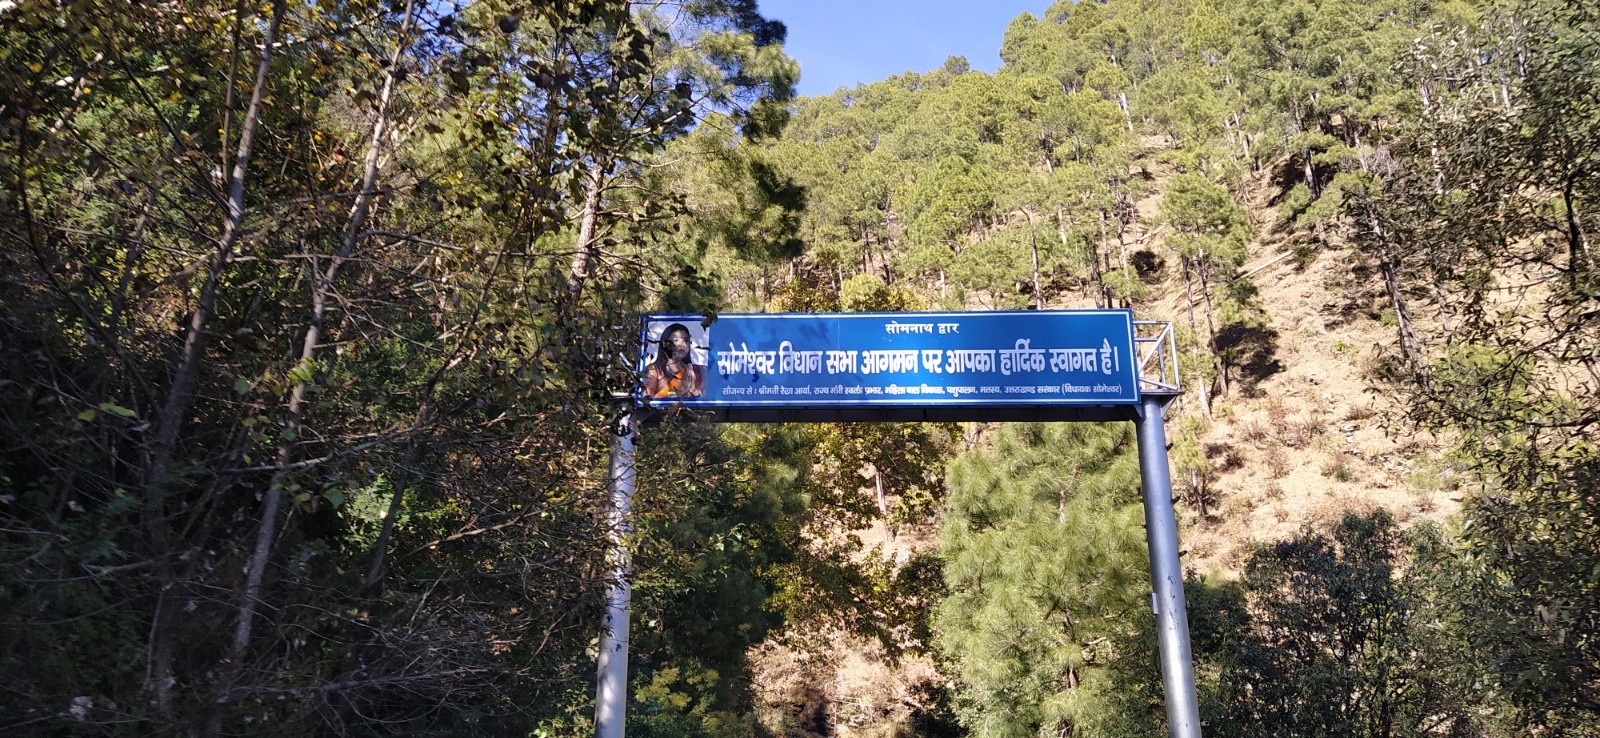 सोमनाथ द्वार
सोमेश्वर विधान सभा आगमन पर आपका हार्दिक स्वागत है।
सौजन्य से : श्रीमती रेखा आर्या, राज्य मंत्री स्वतंत्र प्रभार, महिला बाल विकास, पशुपालन, मत्स्य, उत्तराखण्ड सरकार (विधायक सोमेश्वर)